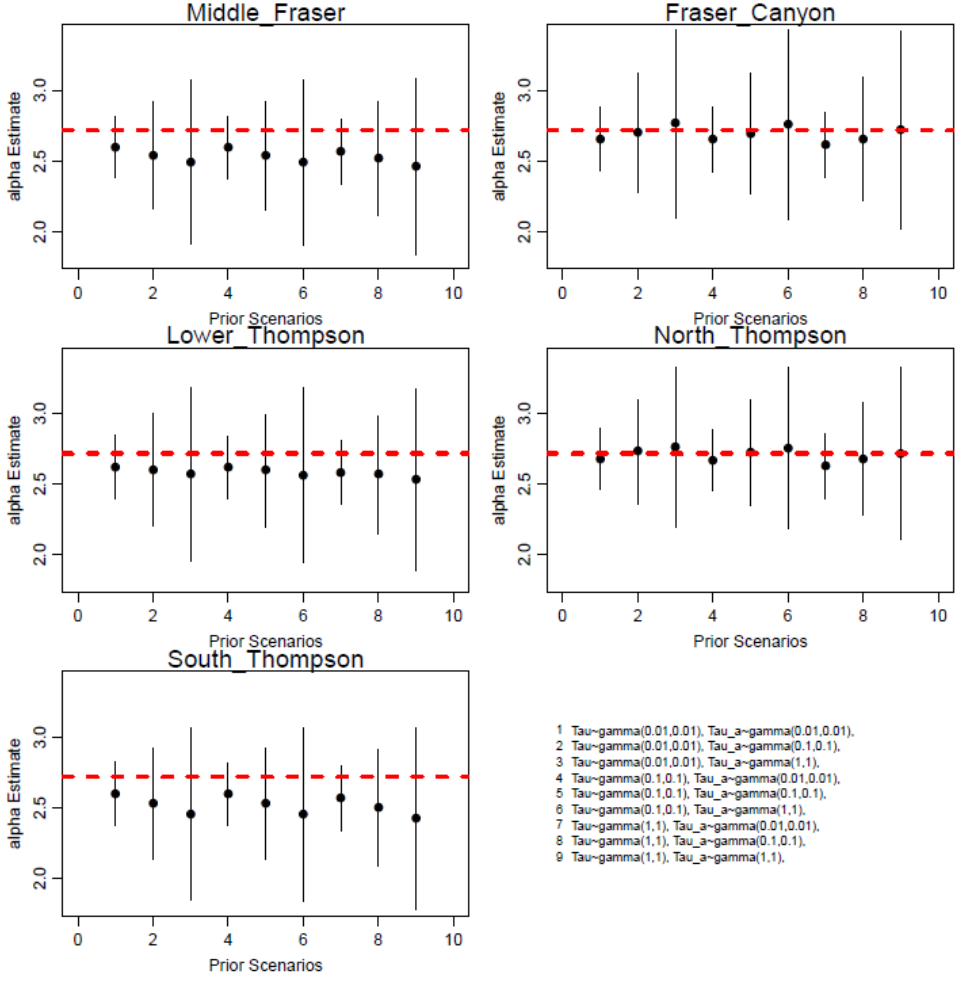 Middle_Fraser
alpha Estimate
3.0
2.5
2.0
0 2 4 6 8 10
Prior Scenarios
Fraser_Canyon
alpha Estimate
3.0
2.5
2.0
0 2 4 6 8 10
Prior Scenarios
Lower_Thompson
alpha Estimate
3.0
2.5
2.0
0 2 4 6 8 10
Prior Scenarios
North_Thompson
alpha Estimate
3.0
2.5
2.0
0 2 4 6 8 10
Prior Scenarios
South_Thompson
alpha Estimate
3.0
2.5
2.0
0 2 4 6 8 10
Prior Scenarios
1 Tau~gamma(0.01,0.01), Tau_a~gamma(0.01,0.01),
2 Tau~gamma(0.01,0.01), Tau_a~gamma(0.1,0.1),
3 Tau~gamma(0.01,0.01), Tau_a~gamma(1,1),
4 Tau~gamma(0.1,0.1), Tau_a~gamma(0.01,0.01),
5 Tau~gamma(0.1,0.1), Tau_a~gamma(0.1,0.1),
6 Tau~gamma(0.1,0.1), Tau_a~gamma(1,1),
7 Tau~gamma(1,1), Tau_a~gamma(0.01,0.01),
8 Tau~gamma(1,1), Tau_a~gamma(0.1,0.1),
9 Tau~gamma(1,1), Tau_a~gamma(1,1),